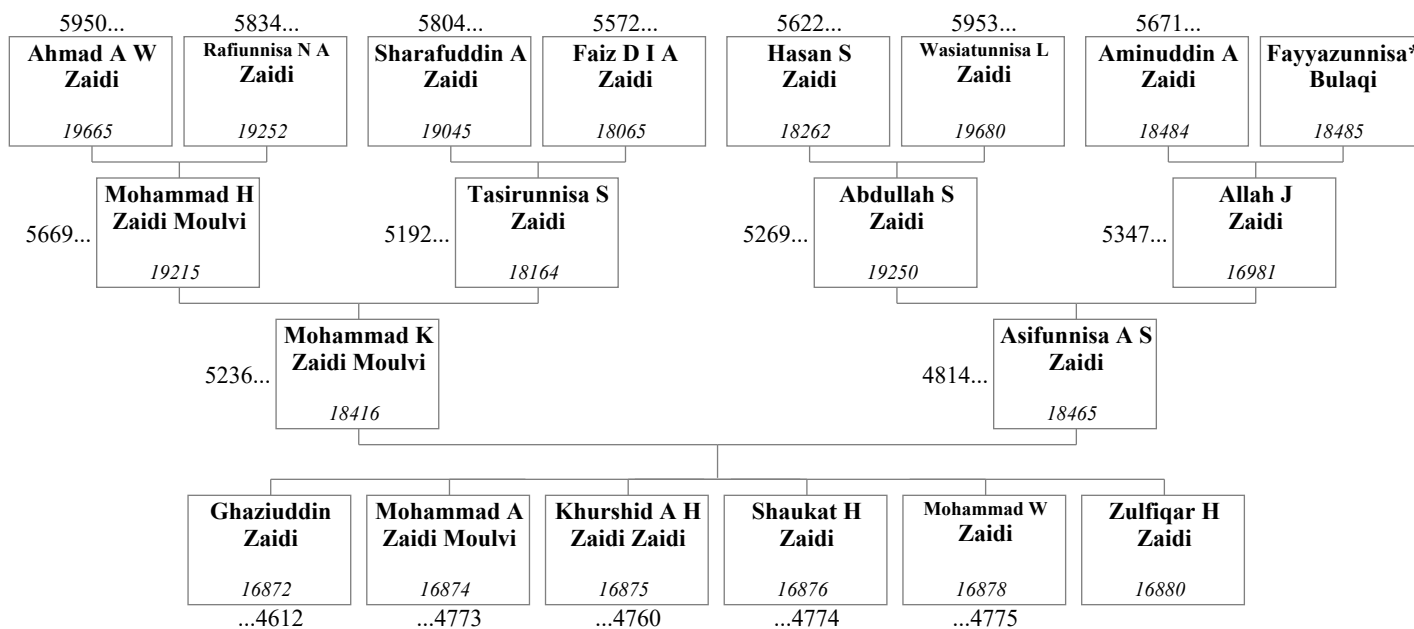 5950... 5834... 5804... 5572... 5622... 5953... 5671...
Ahmad A W Zaidi 19665
Rafiunnisa N A Zaidi 19252
Sharafuddin A Zaidi 19045
Faiz D I A Zaidi 18065
Hasan S Zaidi 18262
Wasiatunnisa L Zaidi 19680
Aminuddin A Zaidi 18484
Fayyazunnisa* Bulaqi 18485
5669...
Mohammad H Zaidi Moulvi 19215
5192...
Tasirunnisa S Zaidi 18164
5269...
Abdullah S Zaidi 19250
5347...
Allah J Zaidi 16981
5236...
Mohammad K Zaidi Moulvi 18416
4814...
Asifunnisa A S Zaidi 18465
Ghaziuddin Zaidi 16872
Mohammad A Zaidi Moulvi 16874
Khurshid A H Zaidi Zaidi 16875
Shaukat H Zaidi 16876
Mohammad W Zaidi 16878
Zulfiqar H Zaidi 16880
...4612 ...4773 ...4760 ...4774 ...4775